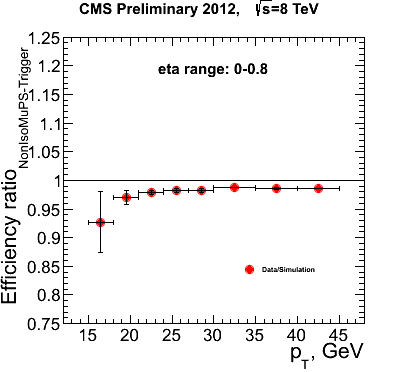 CMS Preliminary 2012, √s=8 TeV
Efficiency ratio NonIsoMuPS-Trigger
1.25
1.2
1.15
1.1
1.05
1
0.95
0.9
0.85
0.8
0.75
eta range: 0-0.8
Data/Simulation
15 20 25 30 35 40 45
p_T, GeV